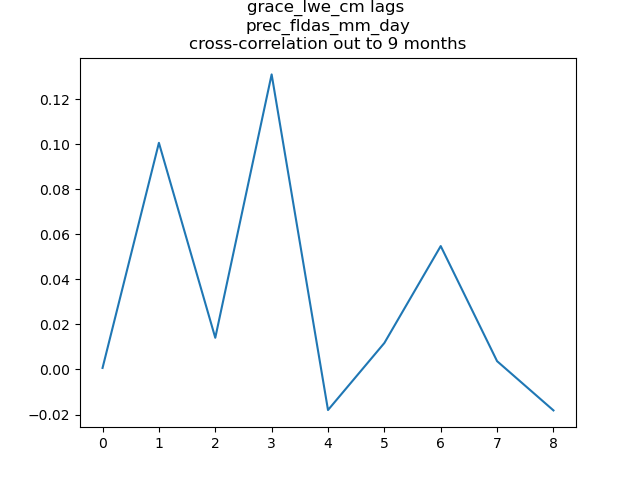 grace_lwe_cm lags
prec_fldas_mm_day
cross-correlation out to 9 months
0.12
0.10
0.08
0.06
0.04
0.02
0.00
−0.02
0 1 2 3 4 5 6 7 8